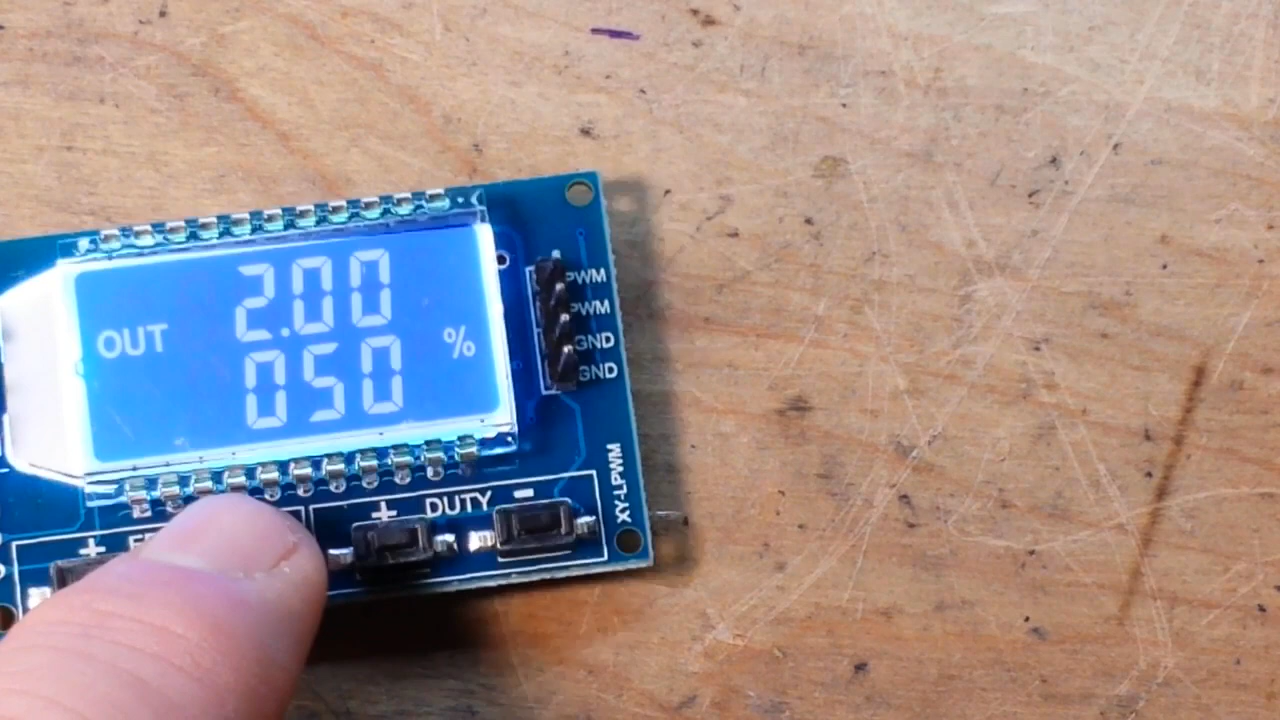 2.00
OUT
050 %
PWM
PWM
GND
GND
+ DUTY -
+
XY-LPWM